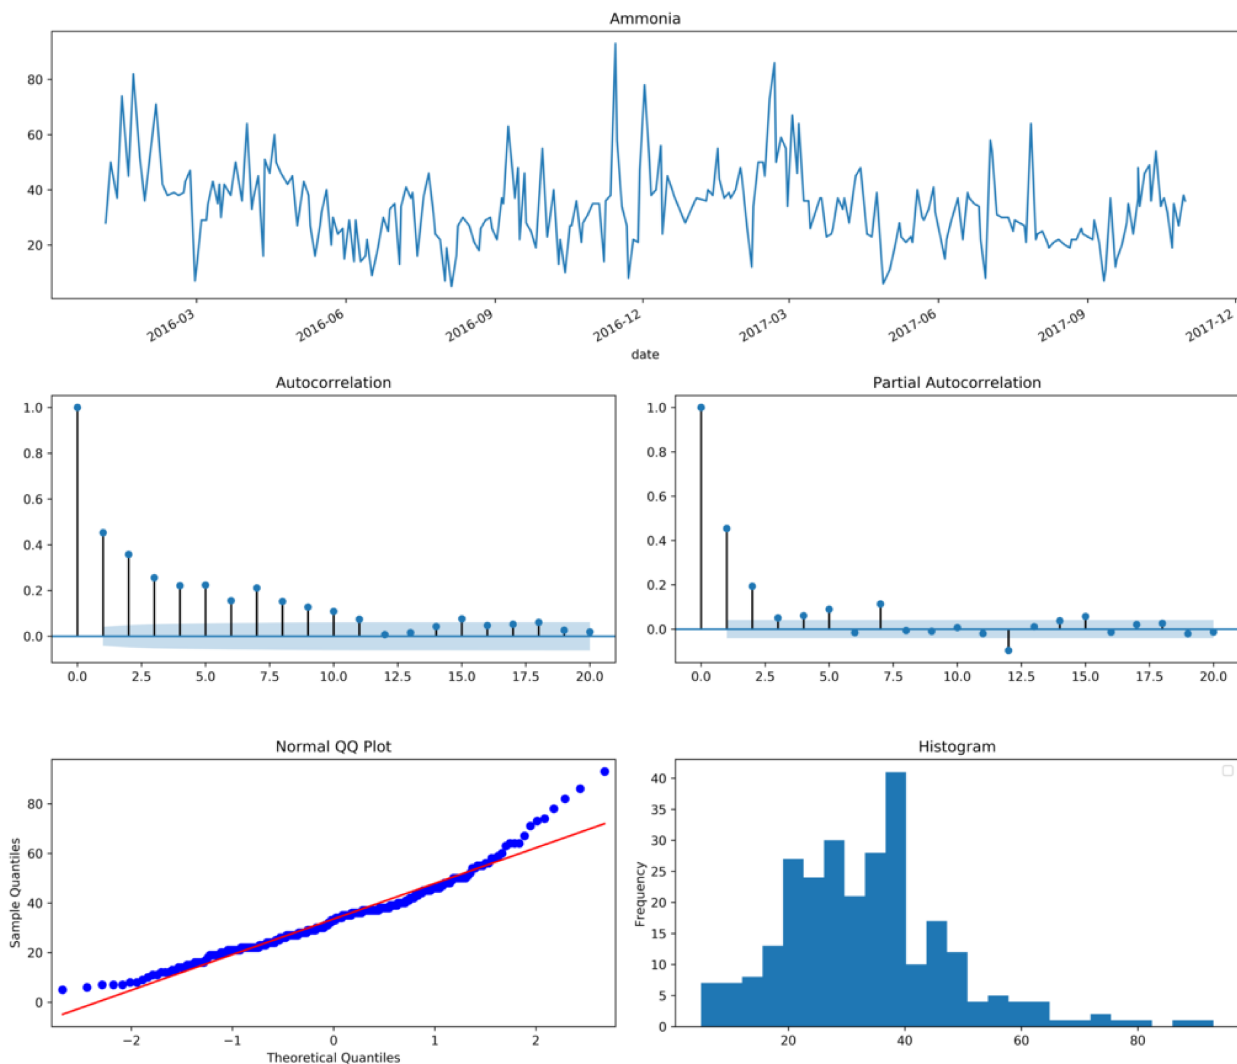 Ammonia
80
60
40
20
2016-03 2016-06 2016-09 2016-12 2017-03 2017-06 2017-09 2017-12
date
Autocorrelation
1.0
0.8
0.6
0.4
0.2
0.0
0.0 2.5 5.0 7.5 10.0 12.5 15.0 17.5 20.0
Partial Autocorrelation
1.0
0.8
0.6
0.4
0.2
0.0
0.0 2.5 5.0 7.5 10.0 12.5 15.0 17.5 20.0
Normal QQ Plot
Sample Quantiles
80
60
40
20
0
−2 −1 0 1 2
Theoretical Quantiles
Histogram
Frequency
40
35
30
25
20
15
10
5
0
20 40 60 80